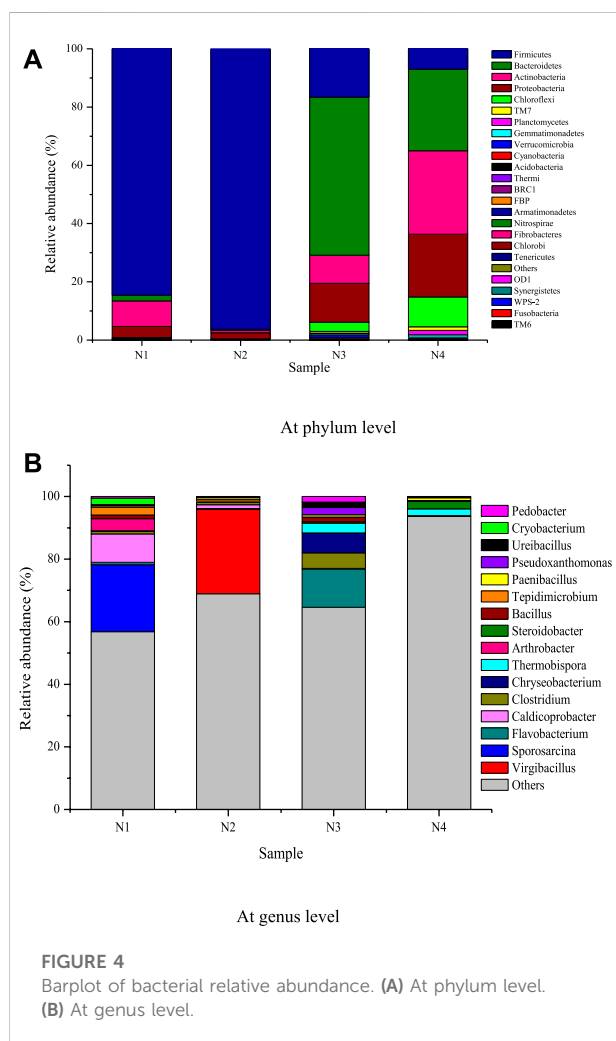 A
100
80
60
40
20
0
Relative abundance (%)
N1 N2 N3 N4
Sample
Firmicutes
Bacteroidetes
Actinobacteria
Proteobacteria
Chloroflexi
TM7
Planctomycetes
Gemmatimonadetes
Verrucomicrobia
Cyanobacteria
Acidobacteria
Thermi
BRC1
FBP
Armatimonadetes
Nitrospirae
Fibrobacteres
Chlorobi
Tenericutes
Others
OD1
Synergistetes
WPS-2
Fusobacteria
TM6
At phylum level
B
100
80
60
40
20
0
Relative abundance (%)
N1 N2 N3 N4
Sample
Pedobacter
Cryobacterium
Ureibacillus
Pseudoxanthomonas
Paenibacillus
Tepidimicrobium
Bacillus
Steroidobacter
Arthrobacter
Thermobispora
Chryseobacterium
Clostridium
Caldicoprobacter
Flavobacterium
Sporosarcina
Virgibacillus
Others
At genus level
FIGURE 4
Barplot of bacterial relative abundance. (A) At phylum level.
(B) At genus level.